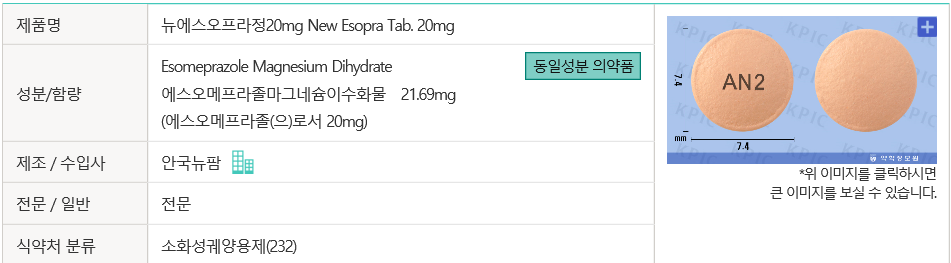 제품명
뉴에스오프라정20mg New Esopra Tab. 20mg
성분/함량
Esomeprazole Magnesium Dihydrate
동일성분 의약품
에스오메프라졸마그네슘이수화물 21.69mg
(에스오메프라졸(으)로서 20mg)
제조 / 수입사
안국뉴팜
전문 / 일반
전문
식약처 분류
소화성궤양용제(232)
KPIC
AN2
7.4
mm
7.4
약학정보원
*위 이미지를 클릭하시면
큰 이미지를 보실 수 있습니다.